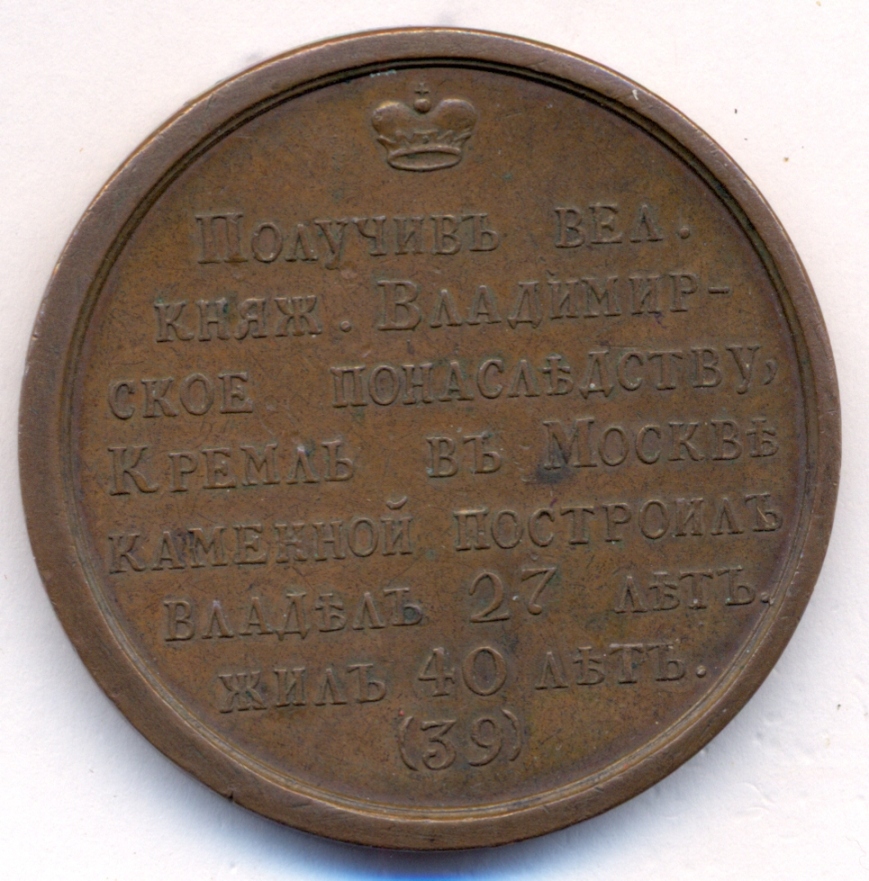 Получивъ вел.
княж. Владимир-
ское понаслѣдству,
Кремль въ Москвѣ
каменной построилъ
владѣлъ 27 лѣтъ.
жилъ 40 лѣтъ.
(39)